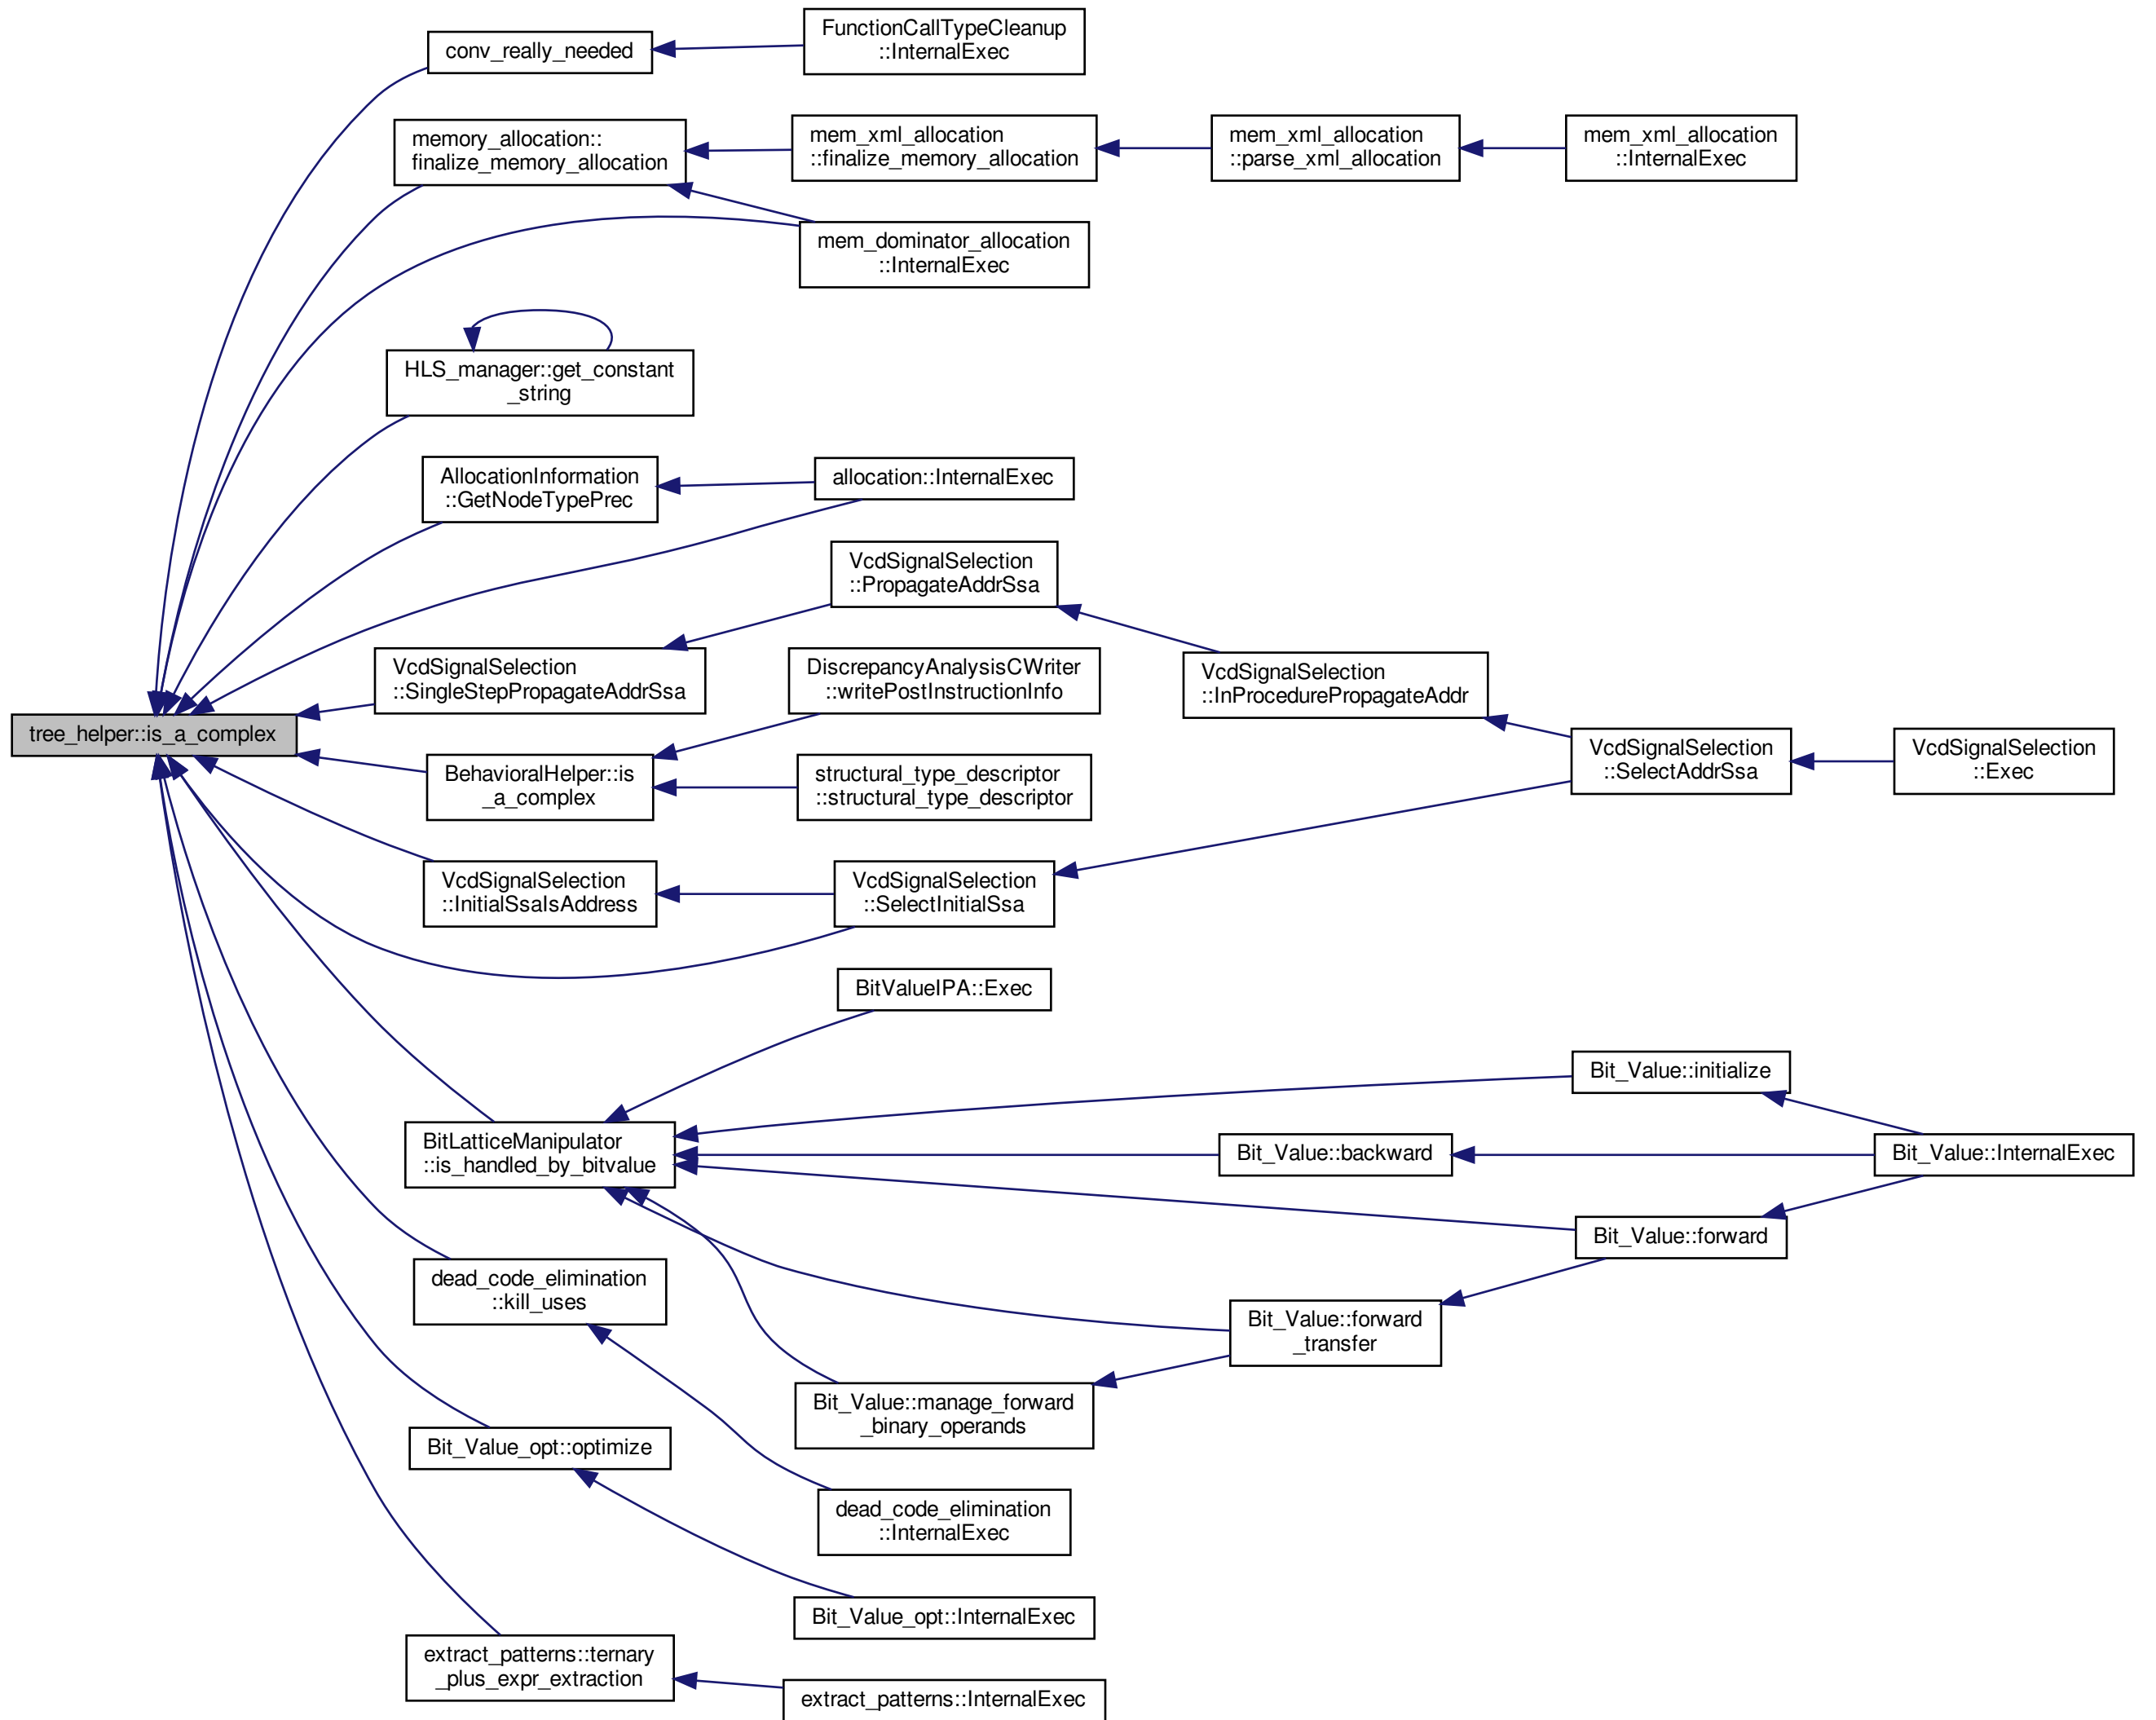 FunctionCallTypeCleanup
::InternalExec
conv_really_needed
memory_allocation::
finalize_memory_allocation
mem_xml_allocation
::finalize_memory_allocation
mem_xml_allocation
::parse_xml_allocation
mem_xml_allocation
::InternalExec
mem_dominator_allocation
::InternalExec
HLS_manager::get_constant
_string
AllocationInformation
::GetNodeTypePrec
allocation::InternalExec
VcdSignalSelection
::PropagateAddrSsa
VcdSignalSelection
::SingleStepPropagateAddrSsa
DiscrepancyAnalysisCWriter
::writePostInstructionInfo
VcdSignalSelection
::InProcedurePropagateAddr
tree_helper::is_a_complex
VcdSignalSelection
::SelectAddrSsa
VcdSignalSelection
::Exec
BehavioralHelper::is
_a_complex
structural_type_descriptor
::structural_type_descriptor
VcdSignalSelection
::InitialSsaIsAddress
VcdSignalSelection
::SelectInitialSsa
BitValueIPA::Exec
Bit_Value::initialize
BitLatticeManipulator
::is_handled_by_bitvalue
Bit_Value::backward
Bit_Value::InternalExec
Bit_Value::forward
dead_code_elimination
::kill_uses
Bit_Value::forward
_transfer
Bit_Value::manage_forward
_binary_operands
Bit_Value_opt::optimize
dead_code_elimination
::InternalExec
Bit_Value_opt::InternalExec
extract_patterns::ternary
_plus_expr_extraction
extract_patterns::InternalExec